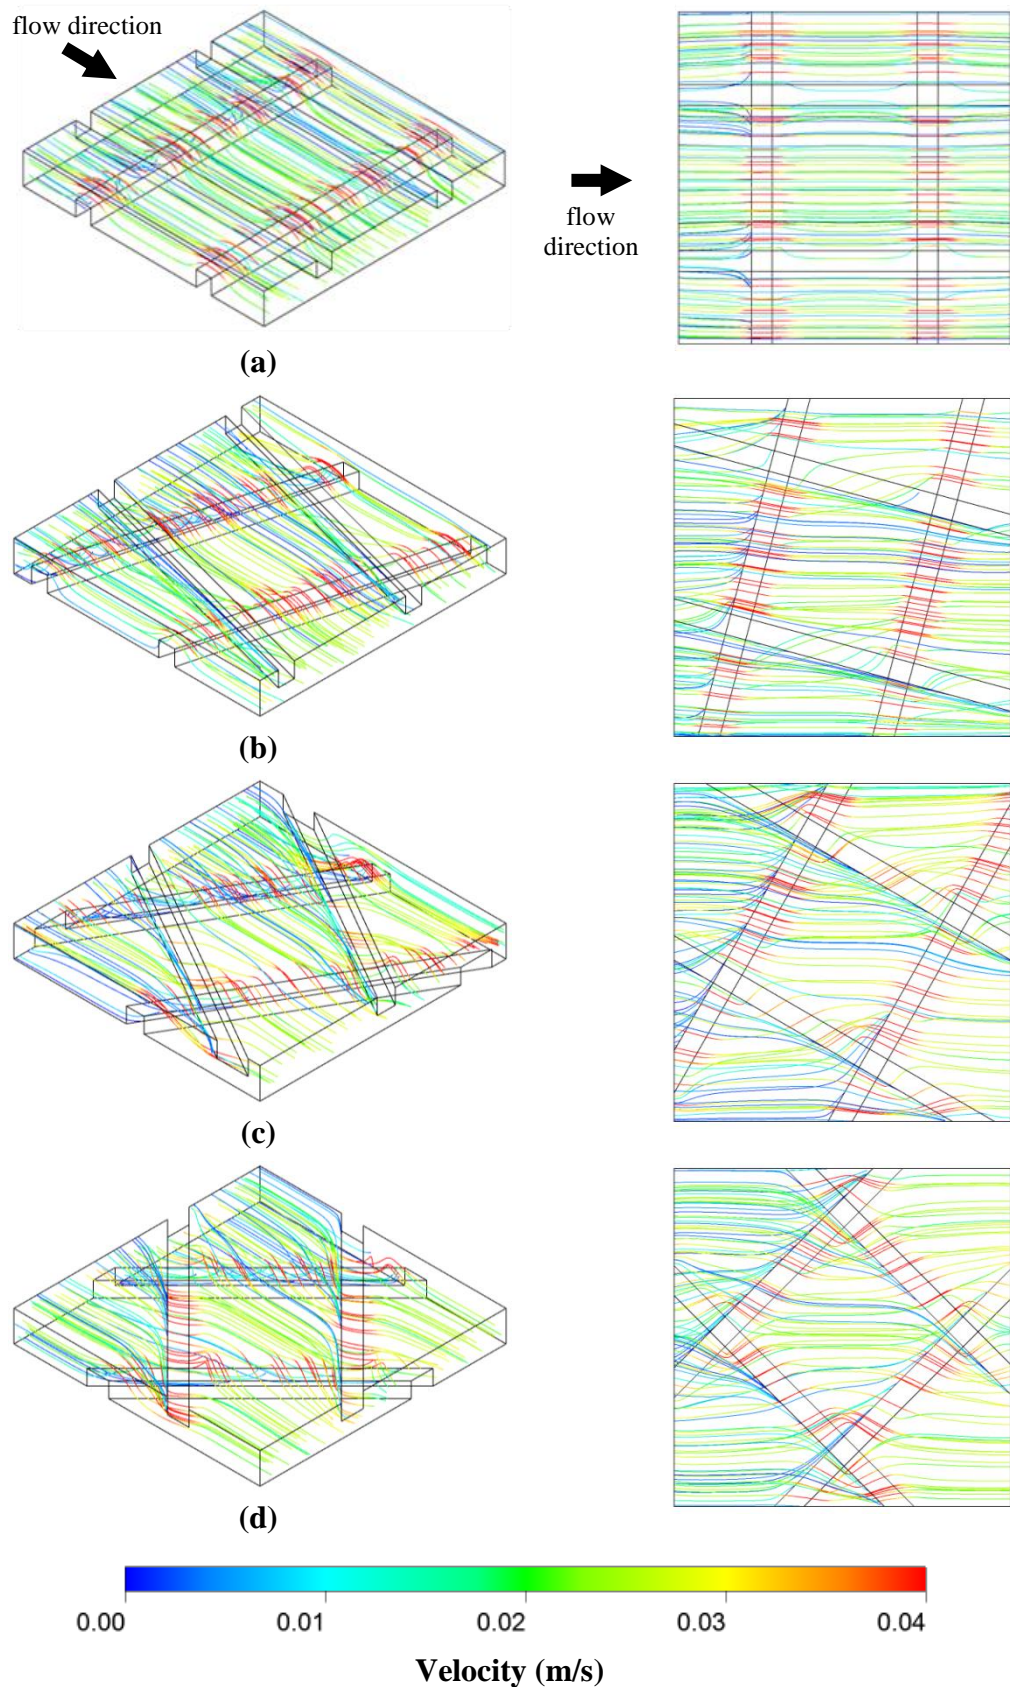 flow direction
flow
direction
(a)
(b)
(c)
(d)
0.00 0.01 0.02 0.03 0.04
Velocity (m/s)